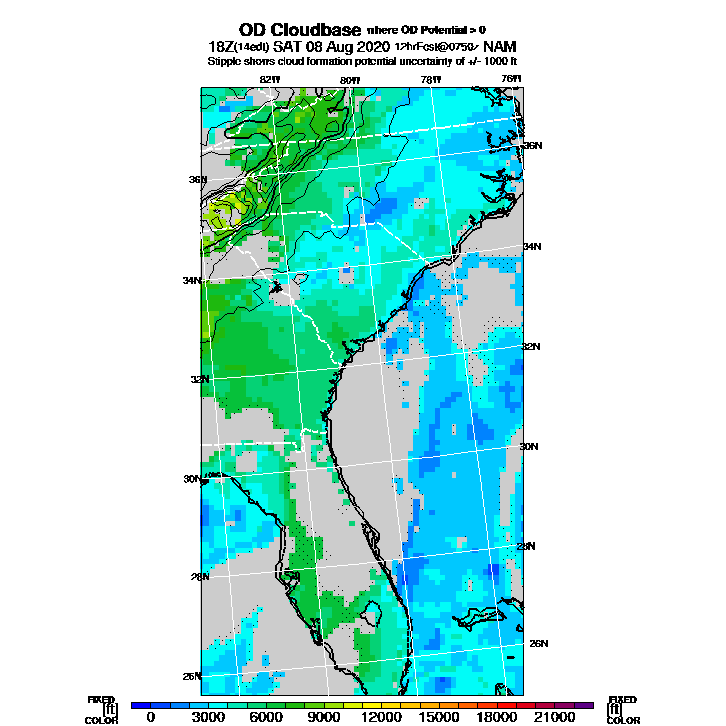 OD Cloudbase where OD Potential > 0
18Z(14edt) SAT 08 Aug 2020 12hrFcst@0750z NAM
Stipple shows cloud formation potential uncertainty of +/- 1000 ft
82W 80W 78W 76W
36N
36N
34N
34N
32N
32N
30N
30N
28N
28N
26N
26N
FIXED FIXED
[ft] [ft]
COLOR 0 3000 6000 9000 12000 15000 18000 21000 COLOR